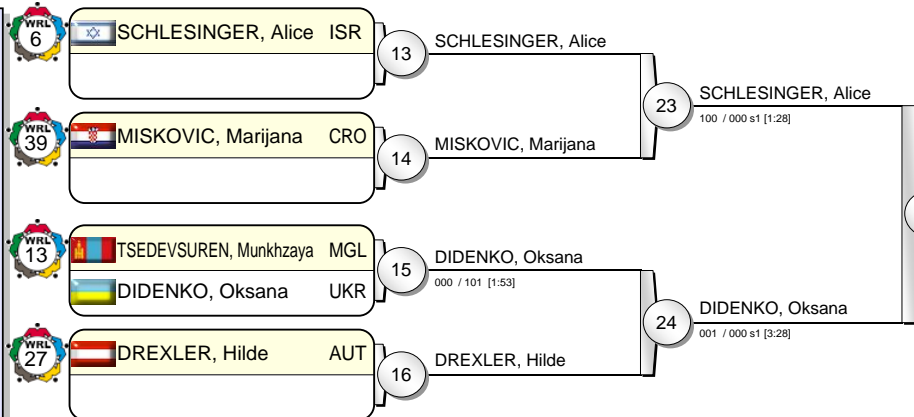 WRL
6
SCHLESINGER, Alice ISR
13
SCHLESINGER, Alice
23
SCHLESINGER, Alice
100 / 000 s1 [1:28]
WRL
39
MISKOVIC, Marijana CRO
14
MISKOVIC, Marijana
WRL
13
TSEDEVSUREN, Munkhzaya MGL
DIDENKO, Oksana UKR
15
DIDENKO, Oksana
000 / 101 [1:53]
24
DIDENKO, Oksana
001 / 000 s1 [3:28]
WRL
27
DREXLER, Hilde AUT
16
DREXLER, Hilde